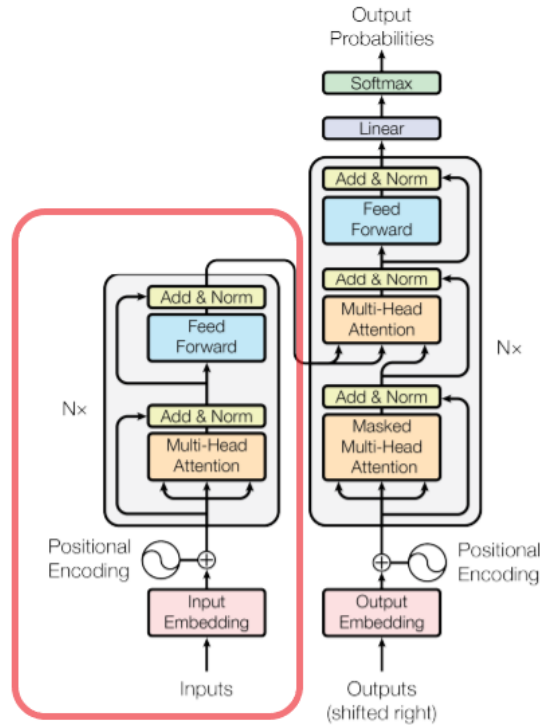 Output
Probabilities
Softmax
Linear
Add & Norm
Feed
Forward
Add & Norm
Multi-Head
Attention
Add & Norm
Masked
Multi-Head
Attention
N×
Positional
Encoding
Output
Embedding
Outputs
(shifted right)
Add & Norm
Feed
Forward
Add & Norm
Multi-Head
Attention
N×
Positional
Encoding
Input
Embedding
Inputs